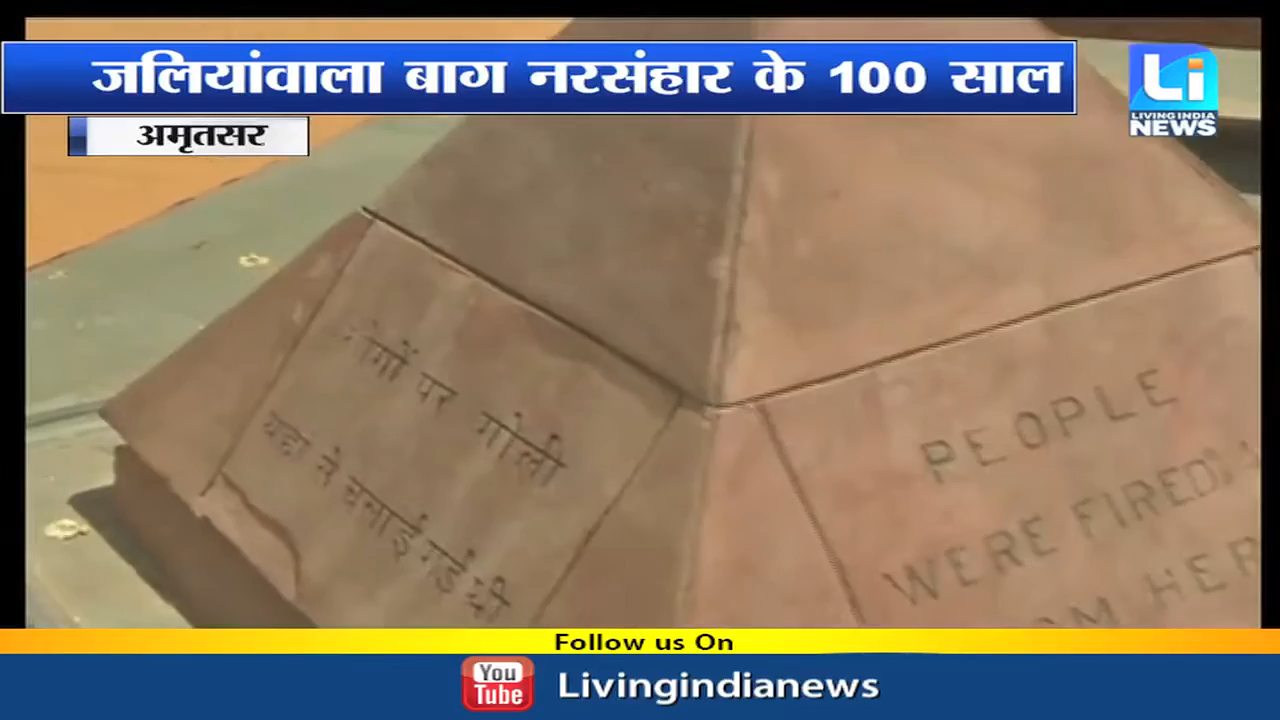 जलियांवाला बाग नरसंहार के 100 साल
Li
LIVING INDIA
NEWS
अमृतसर
पर गोली
से चलाई गई थी
PEOPLE
WERE FIRED
Follow us On
You
Tube
Livingindianews